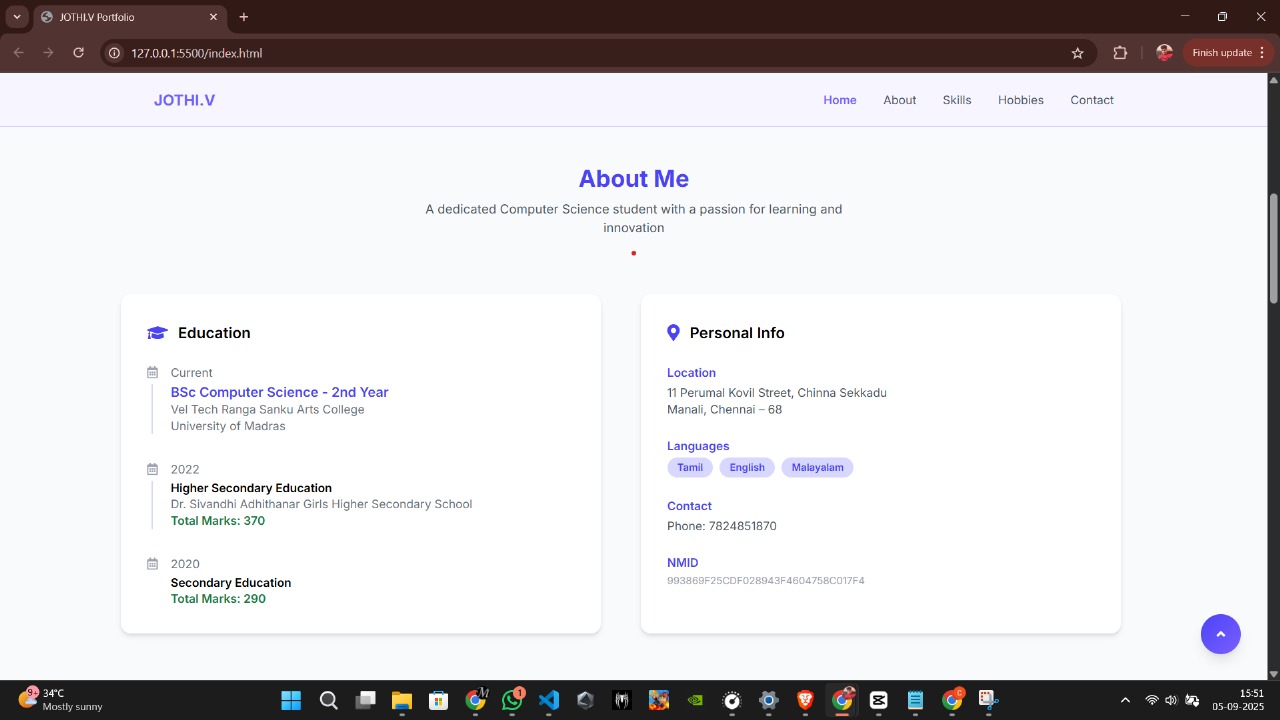 JOTHI.V Portfolio
127.0.0.1:5500/index.html
Finish update
JOTHI.V
Home
About
Skills
Hobbies
Contact
About Me
A dedicated Computer Science student with a passion for learning and
innovation
Education
Current
BSc Computer Science - 2nd Year
Vel Tech Ranga Sanku Arts College
University of Madras
2022
Higher Secondary Education
Dr. Sivandhi Adhithanar Girls Higher Secondary School
Total Marks: 370
2020
Secondary Education
Total Marks: 290
Personal Info
Location
11 Perumal Kovil Street, Chinna Sekkadu
Manali, Chennai – 68
Languages
Tamil
English
Malayalam
Contact
Phone: 7824851870
NMID
993869F25CDF028943F4604758C017F4
9+
34°C
Mostly sunny
M
1
C
15:51
05-09-2025